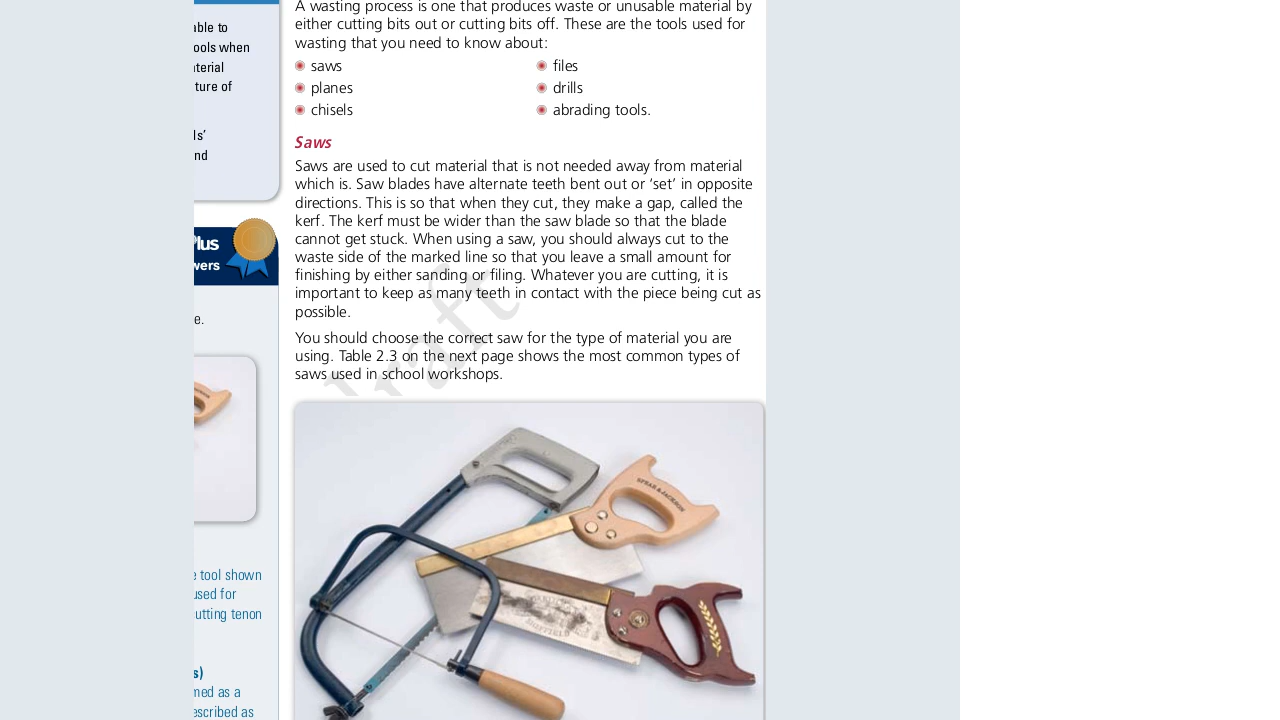 able to
ools when
aterial
ture of
ls’
nd
Plus
wers
e.
e tool shown
used for
utting tenon
s)
med as a
escribed as
A wasting process is one that produces waste or unusable material by
either cutting bits out or cutting bits off. These are the tools used for
wasting that you need to know about:
saws
planes
chisels
files
drills
abrading tools.
Saws
Saws are used to cut material that is not needed away from material
which is. Saw blades have alternate teeth bent out or ‘set’ in opposite
directions. This is so that when they cut, they make a gap, called the
kerf. The kerf must be wider than the saw blade so that the blade
cannot get stuck. When using a saw, you should always cut to the
waste side of the marked line so that you leave a small amount for
finishing by either sanding or filing. Whatever you are cutting, it is
important to keep as many teeth in contact with the piece being cut as
possible.
You should choose the correct saw for the type of material you are
using. Table 2.3 on the next page shows the most common types of
saws used in school workshops.
draft
SPEAR & JACKSON
SHEFFIELD